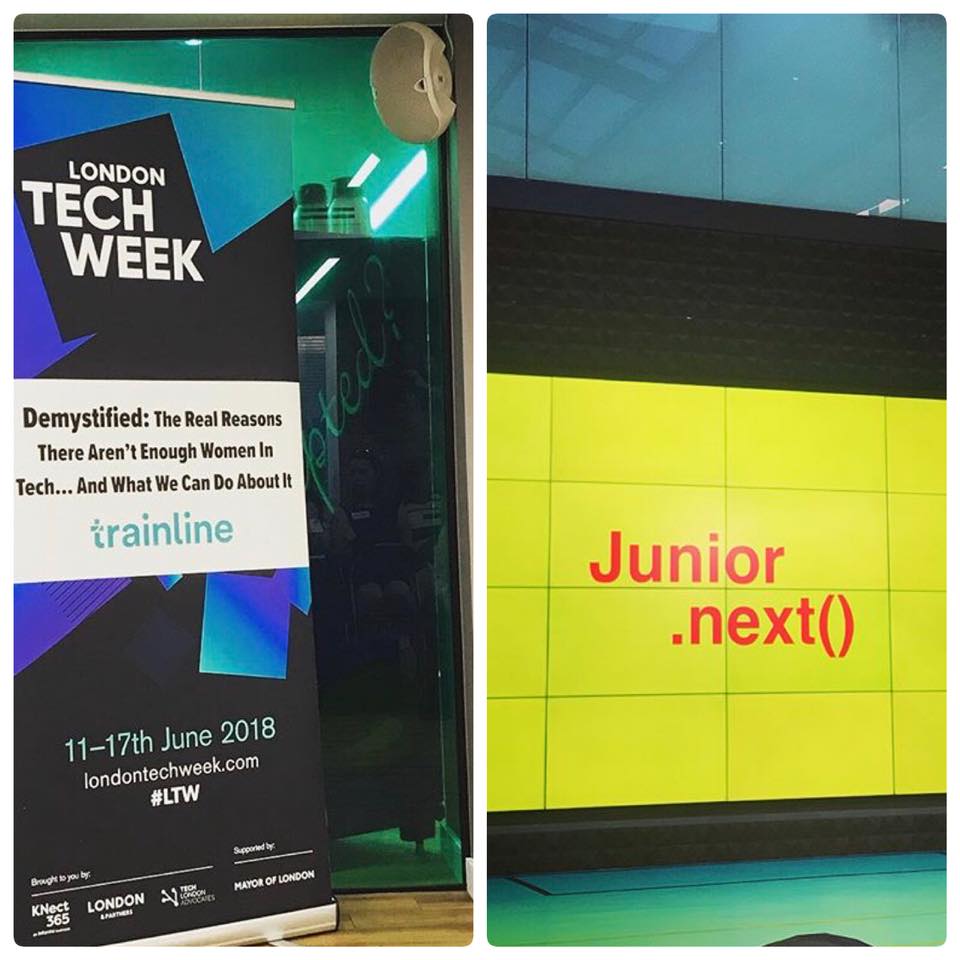 LONDON
TECH
WEEK
Demystified: The Real Reasons
There Aren't Enough Women In
Tech... And What We Can Do About It
trainline
11–17th June 2018
londontechweek.com
#LTW
Brought to you by:
Supported by:
KNect
365
LONDON
& PARTNERS
TECH
LONDON
ADVOCATES
MAYOR OF LONDON
pted?
Junior
.next()